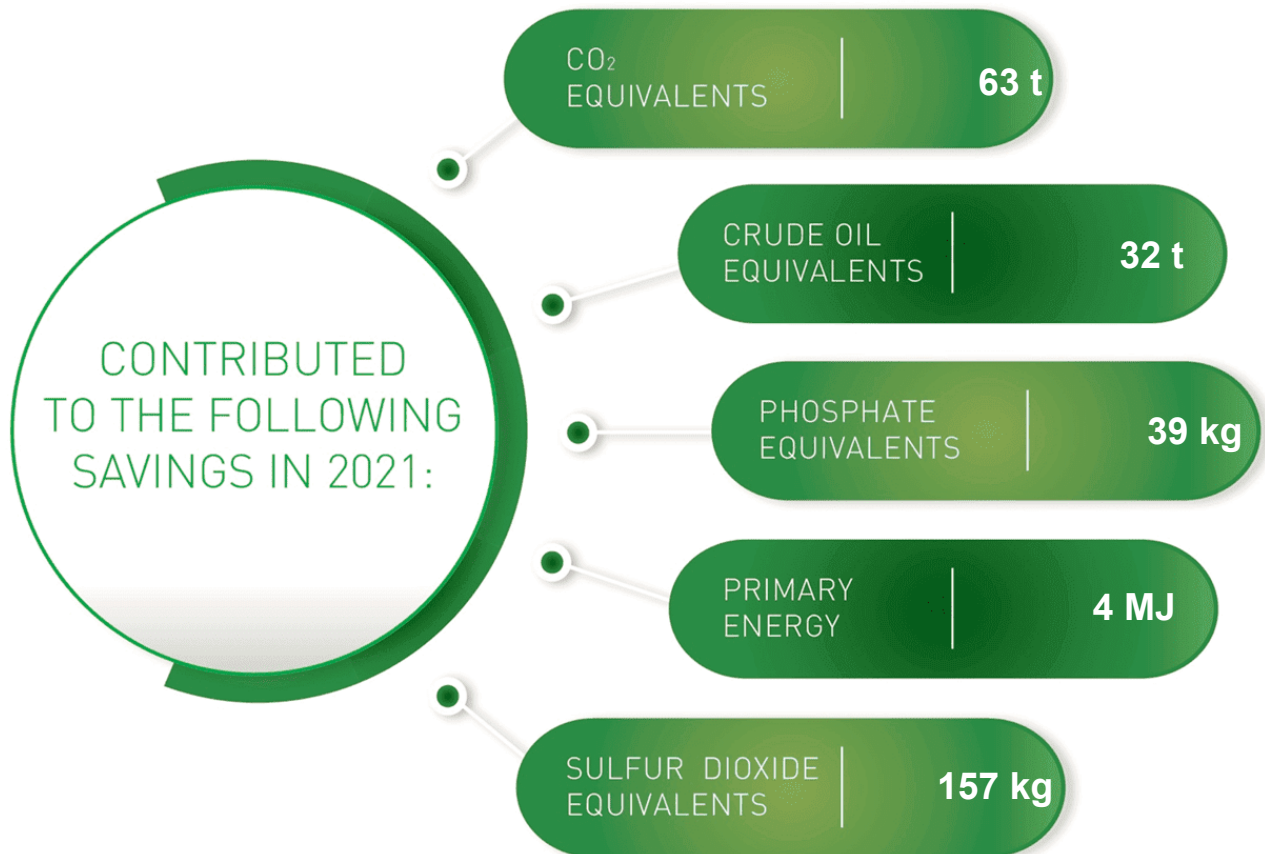 CONTRIBUTED
TO THE FOLLOWING
SAVINGS IN 2021:
CO₂
EQUIVALENTS
63 t
CRUDE OIL
EQUIVALENTS
32 t
PHOSPHATE
EQUIVALENTS
39 kg
PRIMARY
ENERGY
4 MJ
SULFUR DIOXIDE
EQUIVALENTS
157 kg